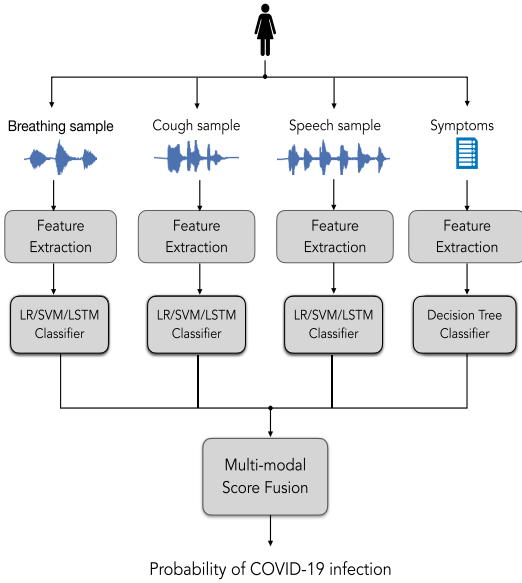 Breathing sample
Cough sample
Speech sample
Symptoms
Feature
Extraction
Feature
Extraction
Feature
Extraction
Feature
Extraction
LR/SVM/LSTM
Classifier
LR/SVM/LSTM
Classifier
LR/SVM/LSTM
Classifier
Decision Tree
Classifier
Multi-modal
Score Fusion
Probability of COVID-19 infection